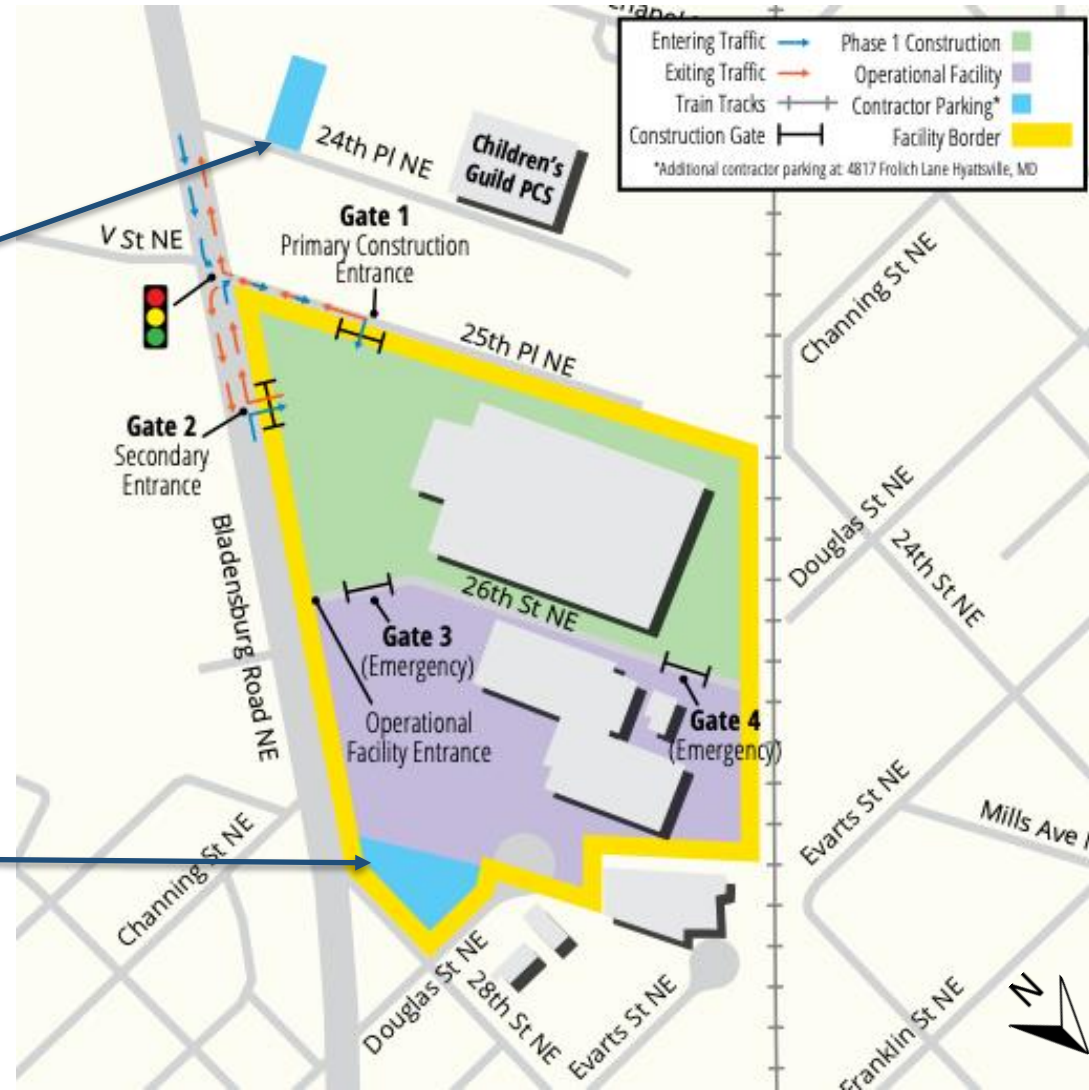 Entering Traffic
Exiting Traffic
Train Tracks
Construction Gate
Phase 1 Construction
Operational Facility
Contractor Parking*
Facility Border
*Additional contractor parking at: 4817 Frolich Lane Hyattsville, MD
24th Pl NE
Children's
Guild PCS
V St NE
Gate 1
Primary Construction
Entrance
25th Pl NE
Channing St NE
Gate 2
Secondary
Entrance
Bladensburg Road NE
Douglas St NE
24th St NE
26th St NE
Gate 3
(Emergency)
Operational
Facility Entrance
Gate 4
(Emergency)
Channing St NE
Evarts St NE
Mills Ave
Douglas St NE
28th St NE
Evarts St NE
Franklin St NE
N